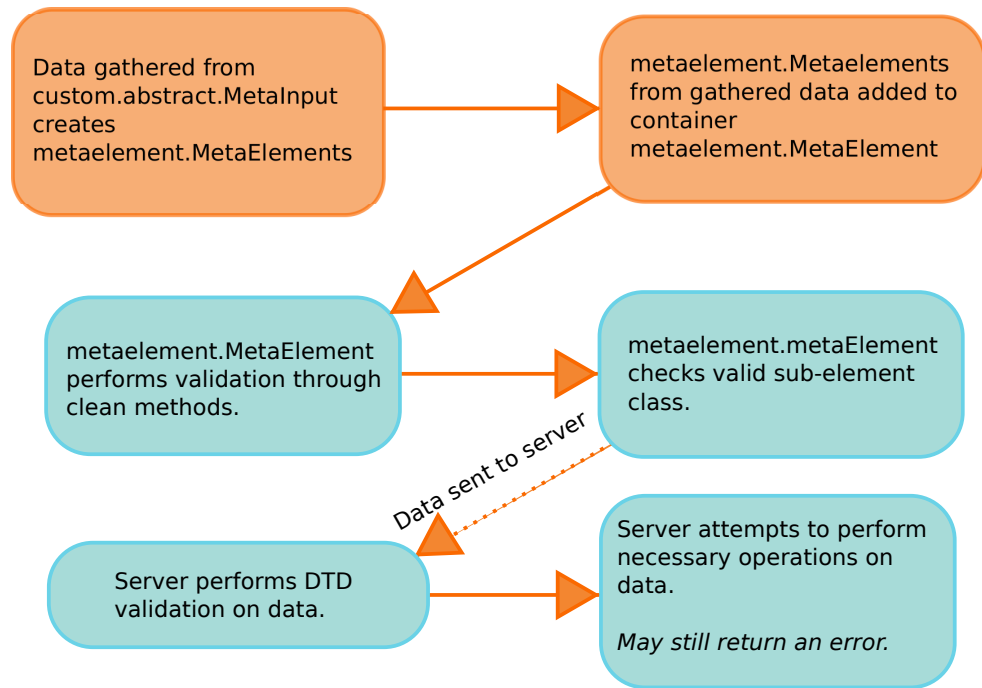 Data gathered from
custom.abstract.MetaInput
creates
metaelement.MetaElements
metaelement.Metaelements
from gathered data added to
container
metaelement.MetaElement
metaelement.MetaElement
performs validation through
clean methods.
metaelement.metaElement
checks valid sub-element
class.
Data sent to server
Server performs DTD
validation on data.
Server attempts to perform
necessary operations on
data.
May still return an error.